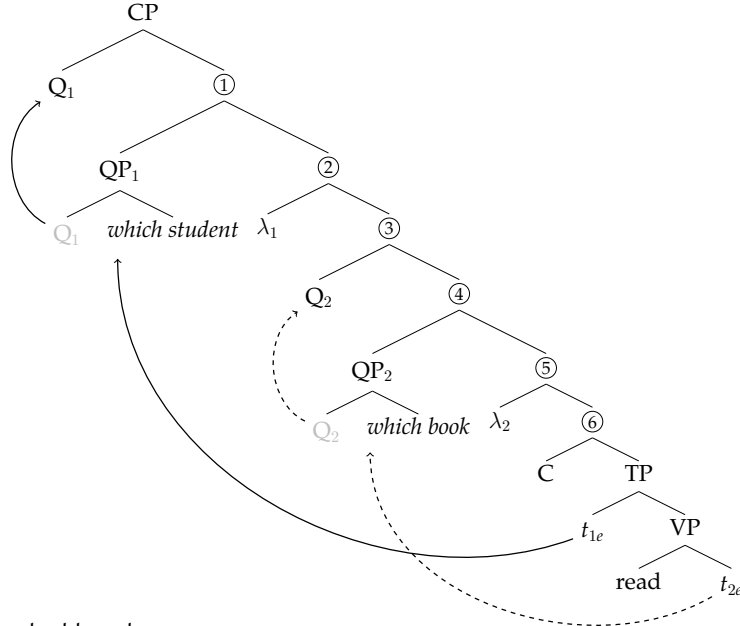 CP
Q₁ ①
QP₁ ②
Q₁ which student λ₁ ③
Q₂ ④
QP₂ ⑤
Q₂ which book λ₂ ⑥
C TP
t₁ₑ VP
read t₂ₑ